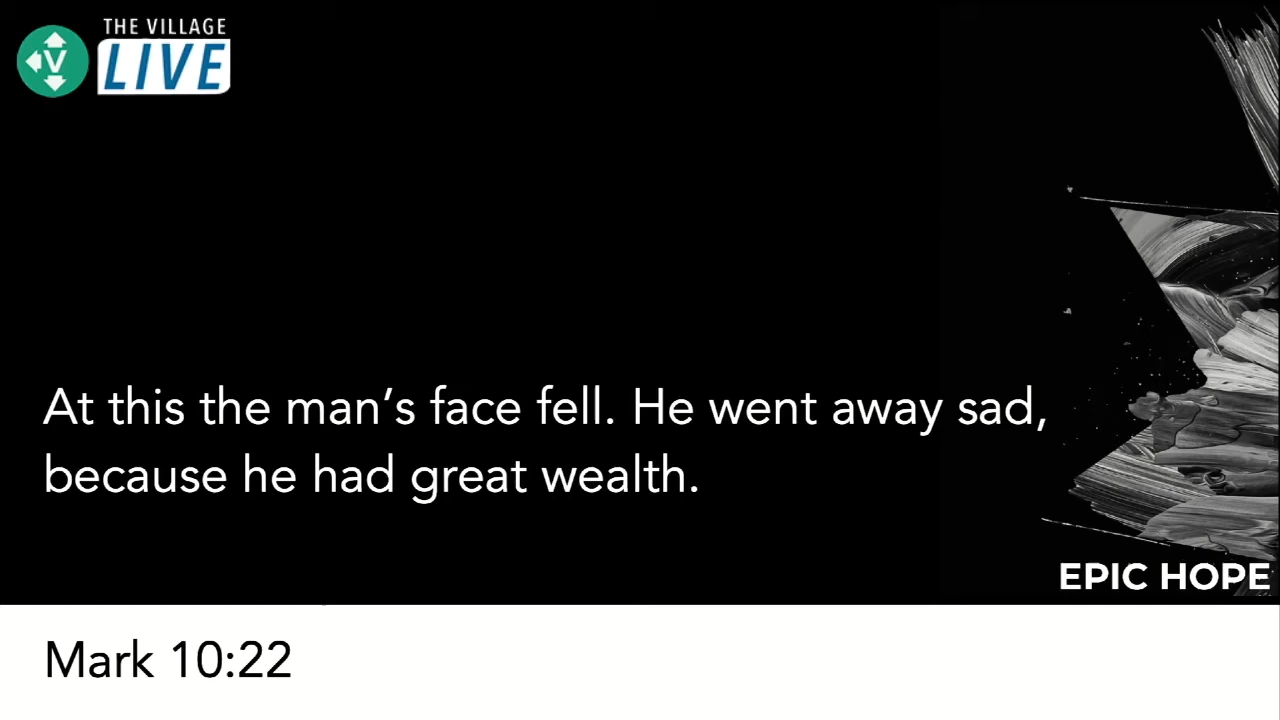 THE VILLAGE
LIVE
V
At this the man’s face fell. He went away sad,
because he had great wealth.
EPIC HOPE
Mark 10:22